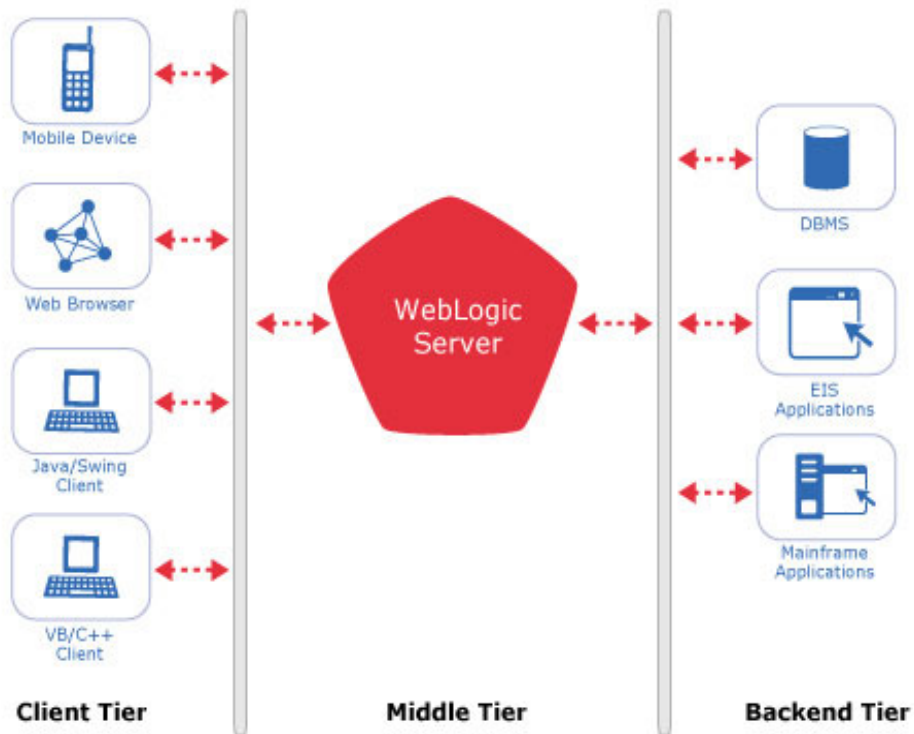 Mobile Device
Web Browser
Java/Swing
Client
VB/C++
Client
Client Tier
WebLogic
Server
Middle Tier
DBMS
EIS
Applications
Mainframe
Applications
Backend Tier